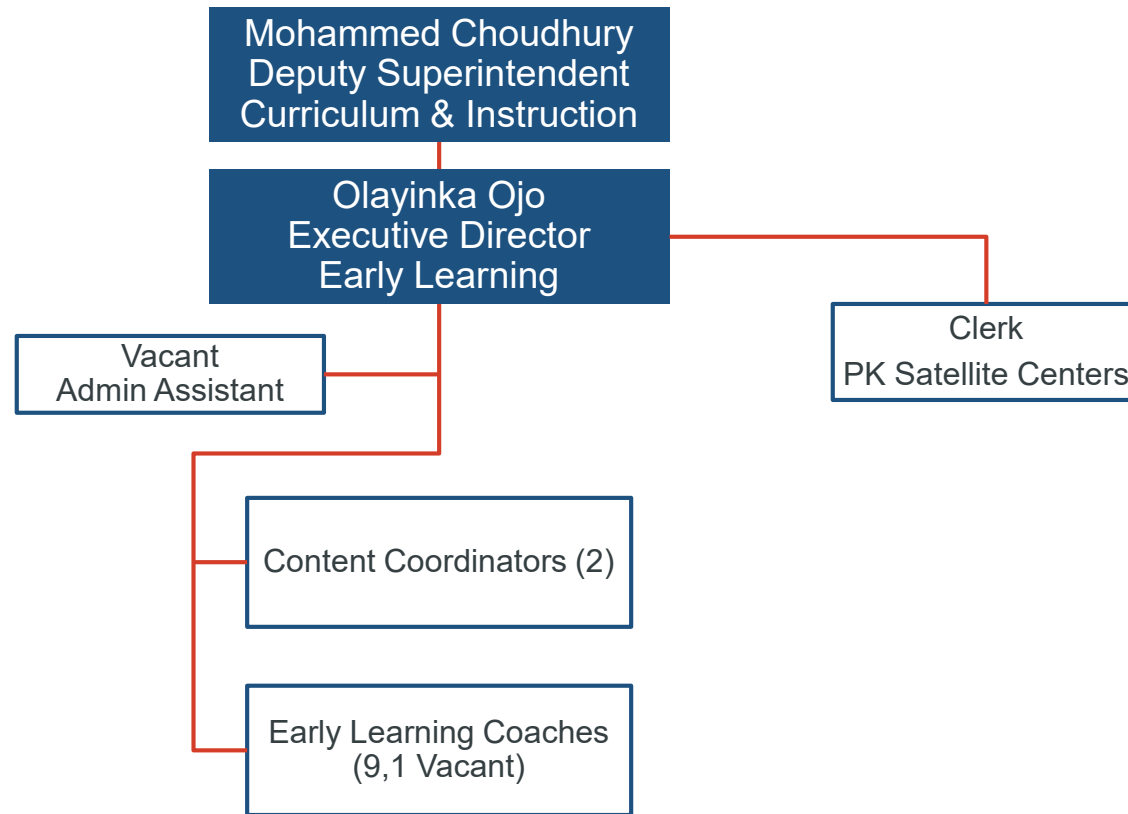 Mohammed Choudhury
Deputy Superintendent
Curriculum & Instruction
Olayinka Ojo
Executive Director
Early Learning
Vacant
Admin Assistant
Clerk
PK Satellite Centers
Content Coordinators (2)
Early Learning Coaches
(9,1 Vacant)